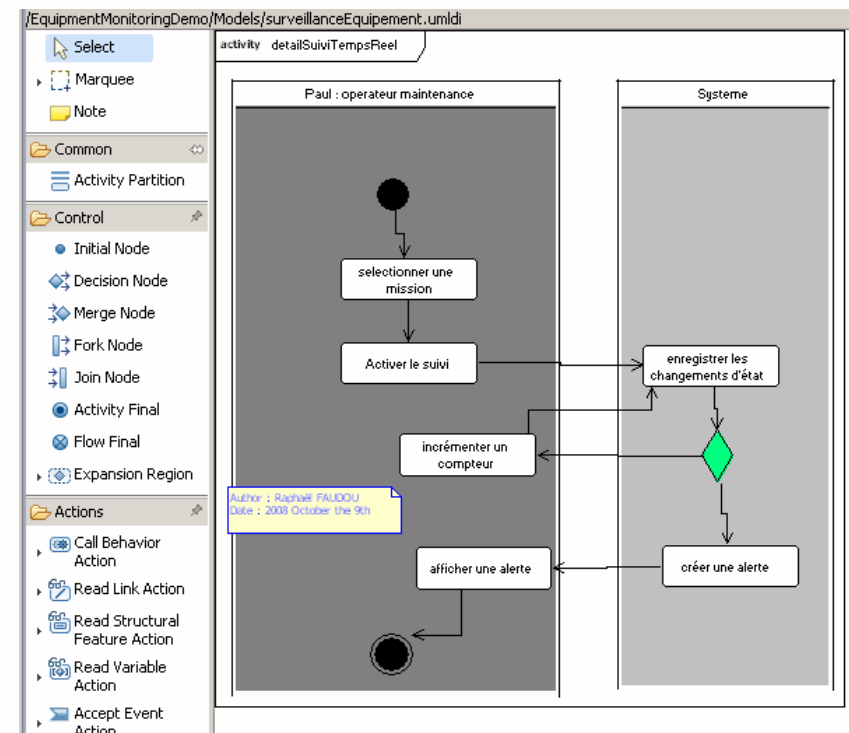 /EquipmentMonitoringDemo/Models/surveillanceEquipement.umldi
Select
Marquee
Note
Common
Activity Partition
Control
Initial Node
Decision Node
Merge Node
Fork Node
Join Node
Activity Final
Flow Final
Expansion Region
Actions
Call Behavior
Action
Read Link Action
Read Structural
Feature Action
Read Variable
Action
Accept Event
Action
activity detailSuiviTempsReel
Paul : operateur maintenance
Systeme
selectionner une
mission
Activer le suivi
enregistrer les
changements d'état
incrémenter un
compteur
Author : Raphaël FAUDOU
Date : 2008 October the 9th
afficher une alerte
créer une alerte